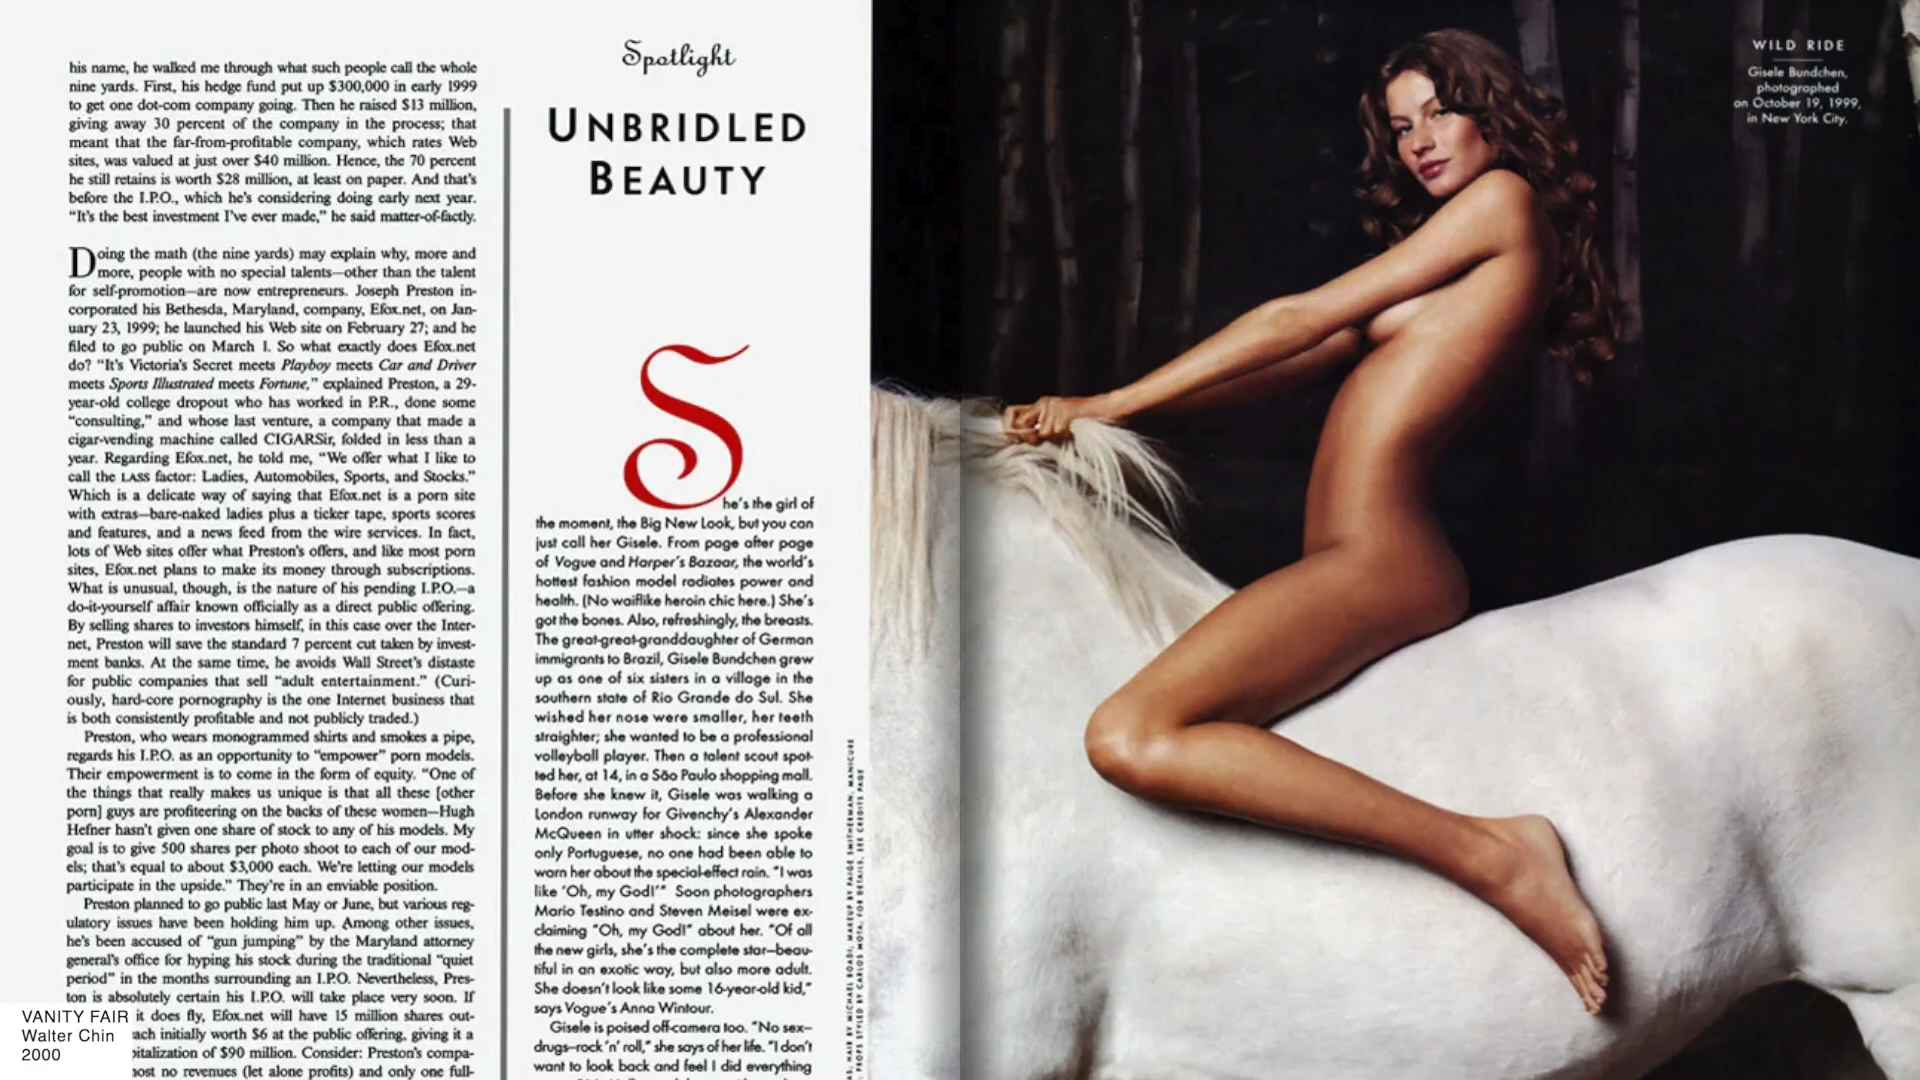 his name, he walked me through what such people call the whole
nine yards. First, his hedge fund put up $300,000 in early 1999
to get one dot-com company going. Then he raised $13 million,
giving away 30 percent of the company in the process; that
meant that the far-from-profitable company, which rates Web
sites, was valued at just over $40 million. Hence, the 70 percent
he still retains is worth $28 million, at least on paper. And that's
before the I.P.O., which he's considering doing early next year.
“It's the best investment I've ever made,” he said matter-of-factly.
Doing the math (the nine yards) may explain why, more and
more, people with no special talents—other than the talent
for self-promotion—are now entrepreneurs. Joseph Preston in-
corporated his Bethesda, Maryland, company, Efox.net, on Jan-
uary 23, 1999; he launched his Web site on February 27; and he
filed to go public on March 1. So what exactly does Efox.net
do? “It's Victoria's Secret meets Playboy meets Car and Driver
meets Sports Illustrated meets Fortune,” explained Preston, a 29-
year-old college dropout who has worked in P.R., done some
“consulting,” and whose last venture, a company that made a
cigar-vending machine called CIGARSir, folded in less than a
year. Regarding Efox.net, he told me, “We offer what I like to
call the LASS factor: Ladies, Automobiles, Sports, and Stocks.”
Which is a delicate way of saying that Efox.net is a porn site
with extras—bare-naked ladies plus a ticker tape, sports scores
and features, and a news feed from the wire services. In fact,
lots of Web sites offer what Preston's offers, and like most porn
sites, Efox.net plans to make its money through subscriptions.
What is unusual, though, is the nature of his pending I.P.O.—a
do-it-yourself affair known officially as a direct public offering.
By selling shares to investors himself, in this case over the Inter-
net, Preston will save the standard 7 percent cut taken by invest-
ment banks. At the same time, he avoids Wall Street's distaste
for public companies that sell “adult entertainment.” (Curi-
ously, hard-core pornography is the one Internet business that
is both consistently profitable and not publicly traded.)
Preston, who wears monogrammed shirts and smokes a pipe,
regards his I.P.O. as an opportunity to “empower” porn models.
Their empowerment is to come in the form of equity. “One of
the things that really makes us unique is that all these [other
porn] guys are profiteering on the backs of these women—Hugh
Hefner hasn't given one share of stock to any of his models. My
goal is to give 500 shares per photo shoot to each of our mod-
els; that's equal to about $3,000 each. We're letting our models
participate in the upside.” They're in an enviable position.
Preston planned to go public last May or June, but various reg-
ulatory issues have been holding him up. Among other issues,
he's been accused of “gun jumping” by the Maryland attorney
general's office for hyping his stock during the traditional “quiet
period” in the months surrounding an I.P.O. Nevertheless, Pres-
ton is absolutely certain his I.P.O. will take place very soon. If
it does fly, Efox.net will have 15 million shares out-
ach initially worth $6 at the public offering, giving it a
pitalization of $90 million. Consider: Preston's compa-
nost no revenues (let alone profits) and only one full-
VANITY FAIR
Walter Chin
2000
Spotlight
UNBRIDLED
BEAUTY
She's the girl of
the moment, the Big New Look, but you can
just call her Gisele. From page after page
of Vogue and Harper's Bazaar, the world's
hottest fashion model radiates power and
health. (No waiflike heroin chic here.) She's
got the bones. Also, refreshingly, the breasts.
The great-great-granddaughter of German
immigrants to Brazil, Gisele Bundchen grew
up as one of six sisters in a village in the
southern state of Rio Grande do Sul. She
wished her nose were smaller, her teeth
straighter; she wanted to be a professional
volleyball player. Then a talent scout spot-
ted her, at 14, in a São Paulo shopping mall.
Before she knew it, Gisele was walking a
London runway for Givenchy's Alexander
McQueen in utter shock: since she spoke
only Portuguese, no one had been able to
warn her about the special-effect rain. “I was
like ‘Oh, my God!’” Soon photographers
Mario Testino and Steven Meisel were ex-
claiming “Oh, my God!” about her. “Of all
the new girls, she's the complete star—beau-
tiful in an exotic way, but also more adult.
She doesn't look like some 16-year-old kid,”
says Vogue's Anna Wintour.
Gisele is poised off-camera too. “No sex–
drugs–rock 'n' roll,” she says of her life. “I don't
want to look back and feel I did everything
HAIR BY MICHAEL BOADI; MAKEUP BY PAIGE SMITHERMAN; MANICURE
PROPS STYLED BY CARLOS MOTA; FOR DETAILS, SEE CREDITS PAGE
WILD RIDE
Gisele Bundchen,
photographed
on October 19, 1999,
in New York City.